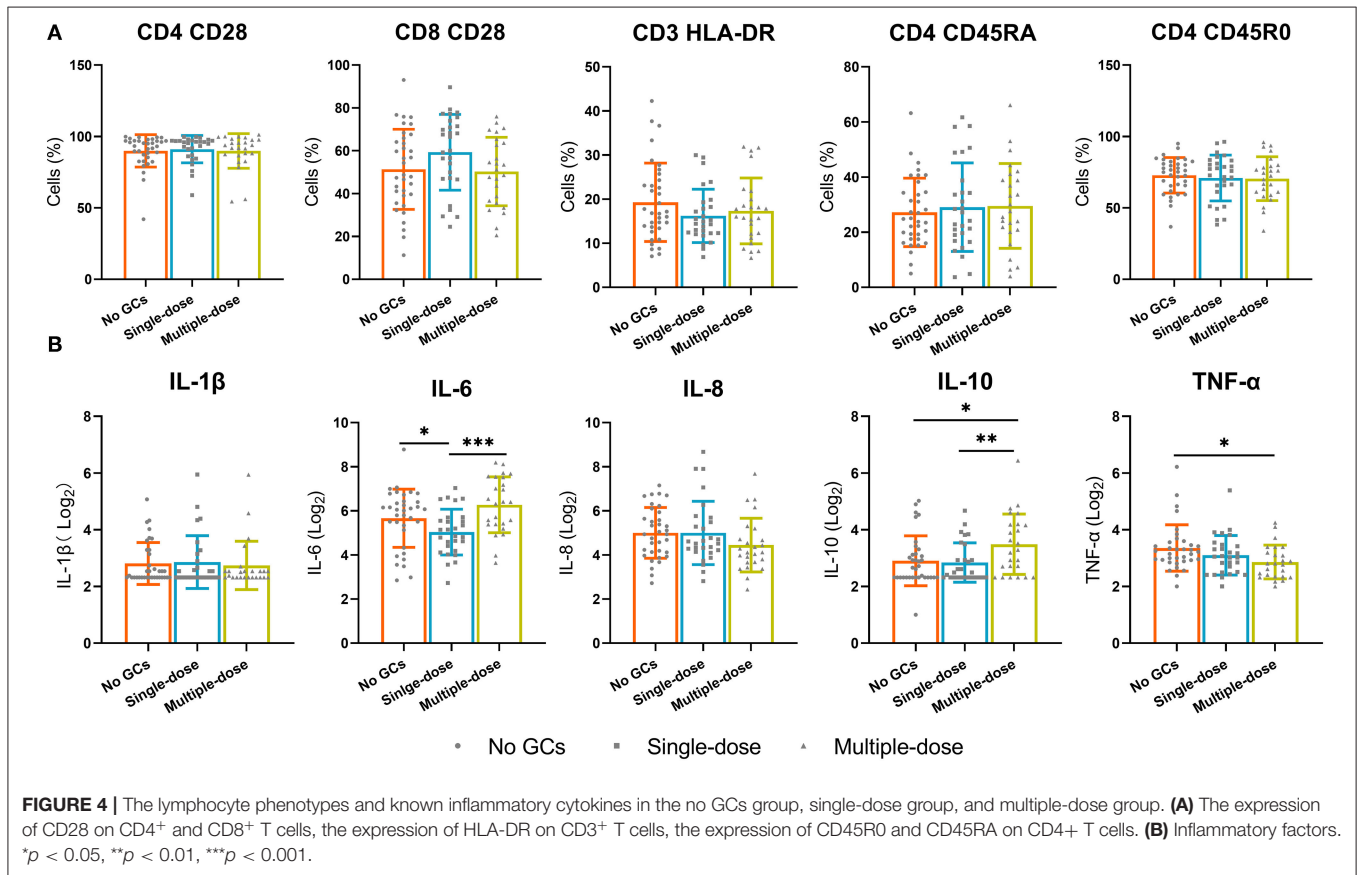 A
CD4 CD28
CD8 CD28
CD3 HLA-DR
CD4 CD45RA
CD4 CD45R0
Cells (%)
150
100
50
0
No GCs
Single-dose
Multiple-dose
Cells (%)
100
80
60
40
20
0
No GCs
Single-dose
Multiple-dose
Cells (%)
50
40
30
20
10
0
No GCs
Single-dose
Multiple-dose
Cells (%)
80
60
40
20
0
No GCs
Single-dose
Multiple-dose
Cells (%)
150
100
50
0
No GCs
Single-dose
Multiple-dose
B
IL-1β
IL-6
IL-8
IL-10
TNF-α
IL-1β ( Log2)
8
6
4
2
0
No GCs
Single-dose
Multiple-dose
IL-6 (Log2)
10
8
6
4
2
0
*
***
No GCs
Sinlge-dose
Multiple-dose
IL-8 (Log2)
10
8
6
4
2
0
No GCs
Single-dose
Multiple-dose
IL-10 (Log2)
8
6
4
2
0
*
**
No GCs
Single-dose
Multiple-dose
TNF-α (Log2)
8
6
4
2
0
*
No GCs
Single-dose
Multiple-dose
No GCs Single-dose Multiple-dose
FIGURE 4 | The lymphocyte phenotypes and known inflammatory cytokines in the no GCs group, single-dose group, and multiple-dose group. (A) The expression
of CD28 on CD4+ and CD8+ T cells, the expression of HLA-DR on CD3+ T cells, the expression of CD45R0 and CD45RA on CD4+ T cells. (B) Inflammatory factors.
*p < 0.05, **p < 0.01, ***p < 0.001.